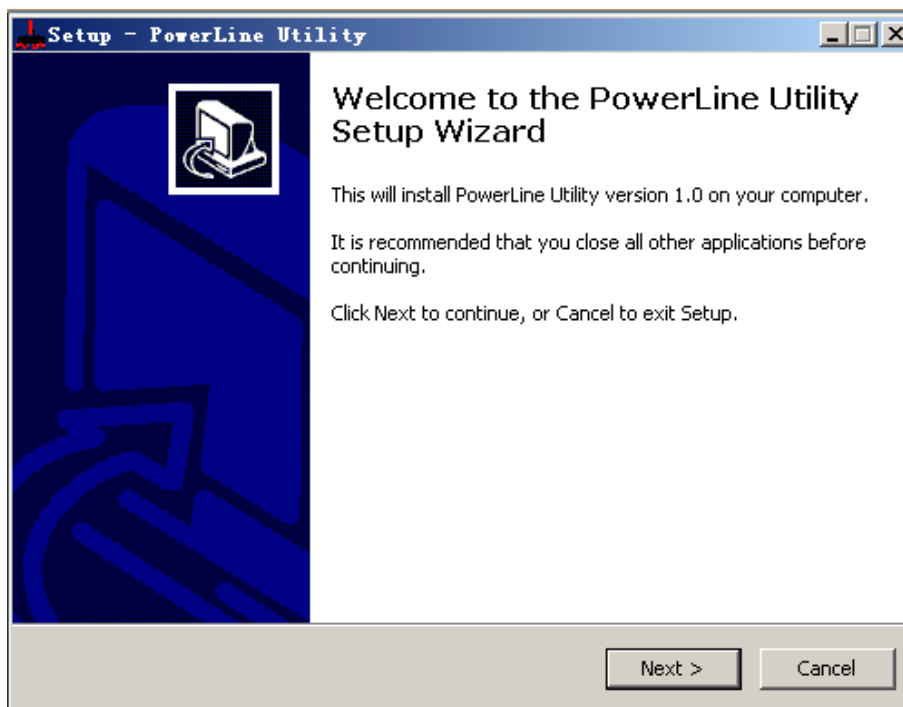 Setup - PowerLine Utility
Welcome to the PowerLine Utility
Setup Wizard
This will install PowerLine Utility version 1.0 on your computer.
It is recommended that you close all other applications before
continuing.
Click Next to continue, or Cancel to exit Setup.
Next >
Cancel